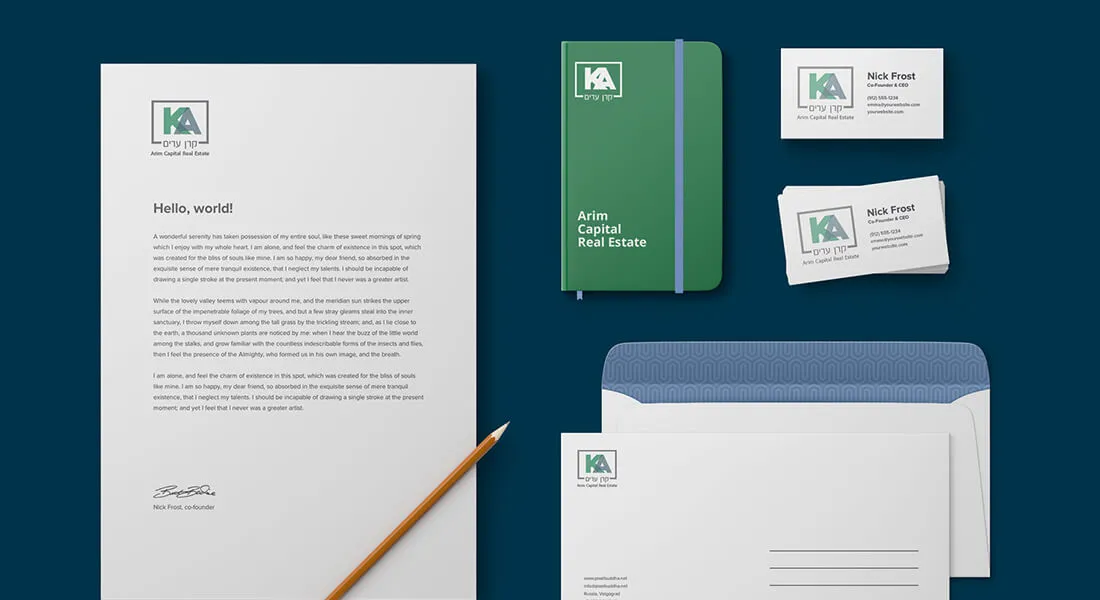 KA
קרן ערים
Arim Capital Real Estate
Hello, world!
A wonderful serenity has taken possession of my entire soul, like these sweet mornings of spring
which I enjoy with my whole heart. I am alone, and feel the charm of existence in this spot, which
was created for the bliss of souls like mine. I am so happy, my dear friend, so absorbed in the
exquisite sense of mere tranquil existence, that I neglect my talents. I should be incapable of
drawing a single stroke at the present moment; and yet I feel that I never was a greater artist.
While the lovely valley teems with vapour around me, and the meridian sun strikes the upper
surface of the impenetrable foliage of my trees, and but a few stray gleams steal into the inner
sanctuary, I throw myself down among the tall grass by the trickling stream; and, as I lie close to
the earth, a thousand unknown plants are noticed by me: when I hear the buzz of the little world
among the stalks, and grow familiar with the countless indescribable forms of the insects and flies,
then I feel the presence of the Almighty, who formed us in his own image, and the breath.
I am alone, and feel the charm of existence in this spot, which was created for the bliss of souls
like mine. I am so happy, my dear friend, so absorbed in the exquisite sense of mere tranquil
existence, that I neglect my talents. I should be incapable of drawing a single stroke at the present
moment; and yet I feel that I never was a greater artist.
Nick Frost, co-founder
KA
קרן ערים
Arim
Capital
Real Estate
KA
קרן ערים
Arim Capital Real Estate
Nick Frost
Co-Founder & CEO
(912) 555-1234
emma@yourwebsite.com
yourwebsite.com
KA
קרן ערים
Arim Capital Real Estate
Nick Frost
Co-Founder & CEO
(912) 555-1234
emma@yourwebsite.com
yourwebsite.com
KA
קרן ערים
Arim Capital Real Estate
www.pixelbuddha.net
info@pixelbuddha.net
Russia, Volgograd